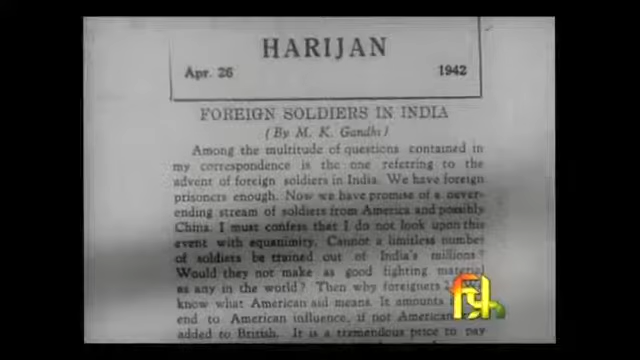 HARIJAN
Apr. 26 1942
FOREIGN SOLDIERS IN INDIA
(By M. K. Gandhi)
Among the multitude of questions contained in
my correspondence is the one referring to the
advent of foreign soldiers in India. We have foreign
prisoners enough. Now we have promise of a never-
ending stream of soldiers from America and possibly
China. I must confess that I do not look upon this
event with equanimity. Cannot a limitless number
of soldiers be trained out of India's millions?
Would they not make as good fighting material
as any in the world? Then why foreigners?
know what American aid means. It amounts
end to American influence, if not American
added to British. It is a tremendous price to pay